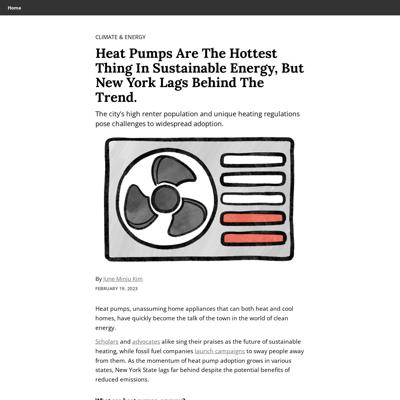 Home
CLIMATE & ENERGY
Heat Pumps Are The Hottest
Thing In Sustainable Energy, But
New York Lags Behind The
Trend.
The city's high renter population and unique heating regulations
pose challenges to widespread adoption.
By June Minju Kim
FEBRUARY 19, 2023
Heat pumps, unassuming home appliances that can both heat and cool
homes, have quickly become the talk of the town in the world of clean
energy.
Scholars and advocates alike sing their praises as the future of sustainable
heating, while fossil fuel companies launch campaigns to sway people away
from them. As the momentum of heat pump adoption grows in various
states, New York State lags far behind despite the potential benefits of
reduced emissions.